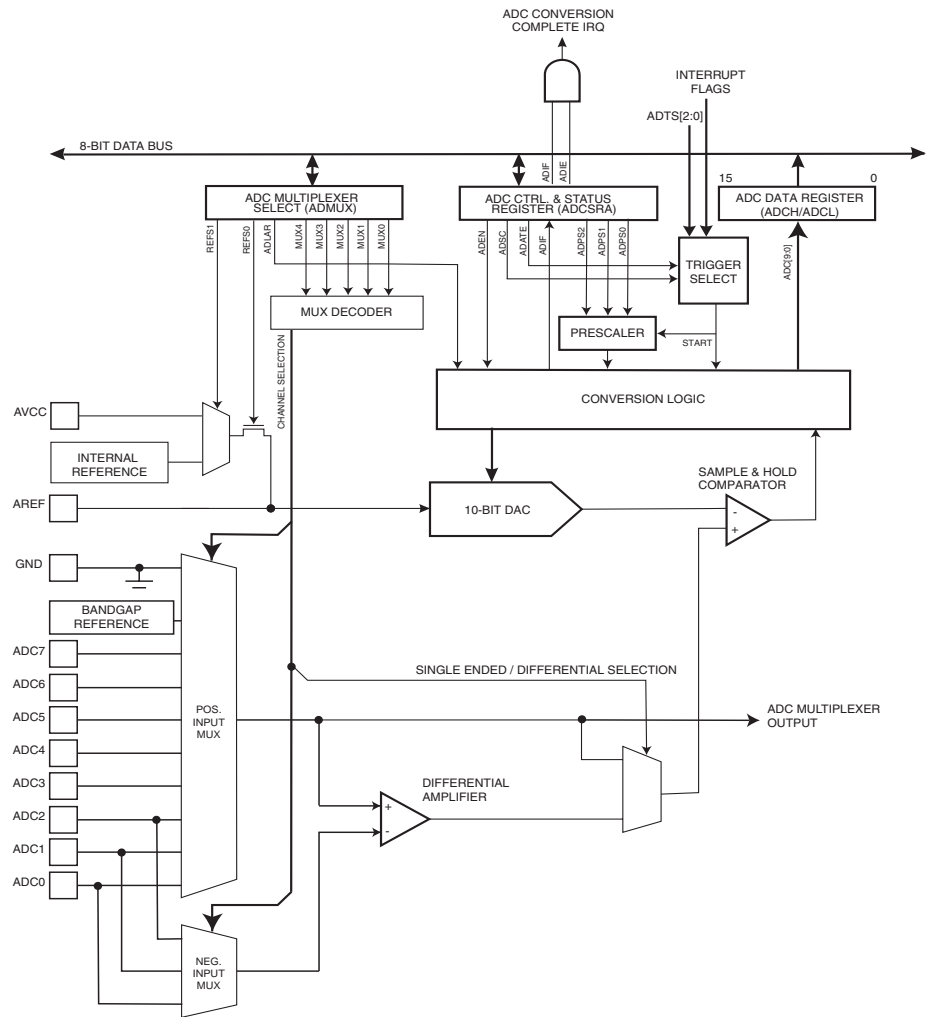 ADC CONVERSION
COMPLETE IRQ
INTERRUPT
FLAGS
ADTS[2:0]
8-BIT DATA BUS
ADIF
ADIE
15
0
ADC MULTIPLEXER
SELECT (ADMUX)
ADC CTRL. & STATUS
REGISTER (ADCSRA)
ADC DATA REGISTER
(ADCH/ADCL)
REFS1
REFS0
ADLAR
MUX4
MUX3
MUX2
MUX1
MUX0
ADEN
ADSC
ADATE
ADIF
ADPS2
ADPS1
ADPS0
ADC[9:0]
TRIGGER
SELECT
MUX DECODER
PRESCALER
START
CHANNEL SELECTION
CONVERSION LOGIC
AVCC
INTERNAL
REFERENCE
AREF
10-BIT DAC
SAMPLE & HOLD
COMPARATOR
-
+
GND
BANDGAP
REFERENCE
ADC7
ADC6
ADC5
ADC4
ADC3
ADC2
ADC1
ADC0
POS.
INPUT
MUX
SINGLE ENDED / DIFFERENTIAL SELECTION
ADC MULTIPLEXER
OUTPUT
DIFFERENTIAL
AMPLIFIER
+
-
NEG.
INPUT
MUX